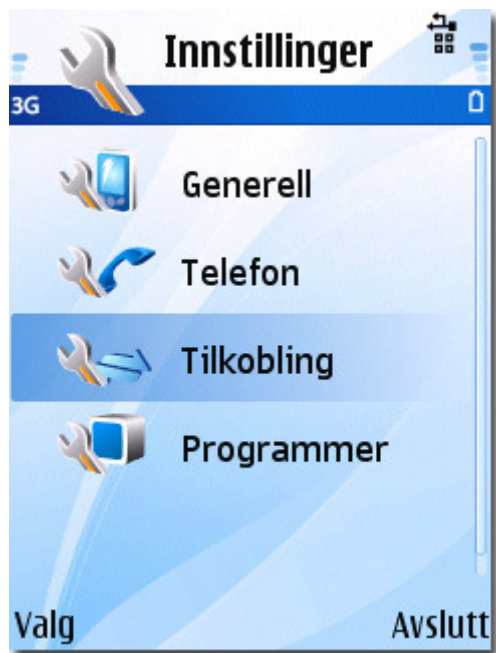 Innstillinger
3G
Generell
Telefon
Tilkobling
Programmer
Valg Avslutt